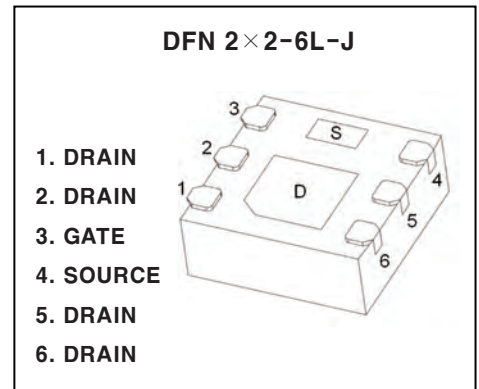 DFN 2×2-6L-J
1. DRAIN
2. DRAIN
3. GATE
4. SOURCE
5. DRAIN
6. DRAIN
3
S
2
4
1
D
5
6